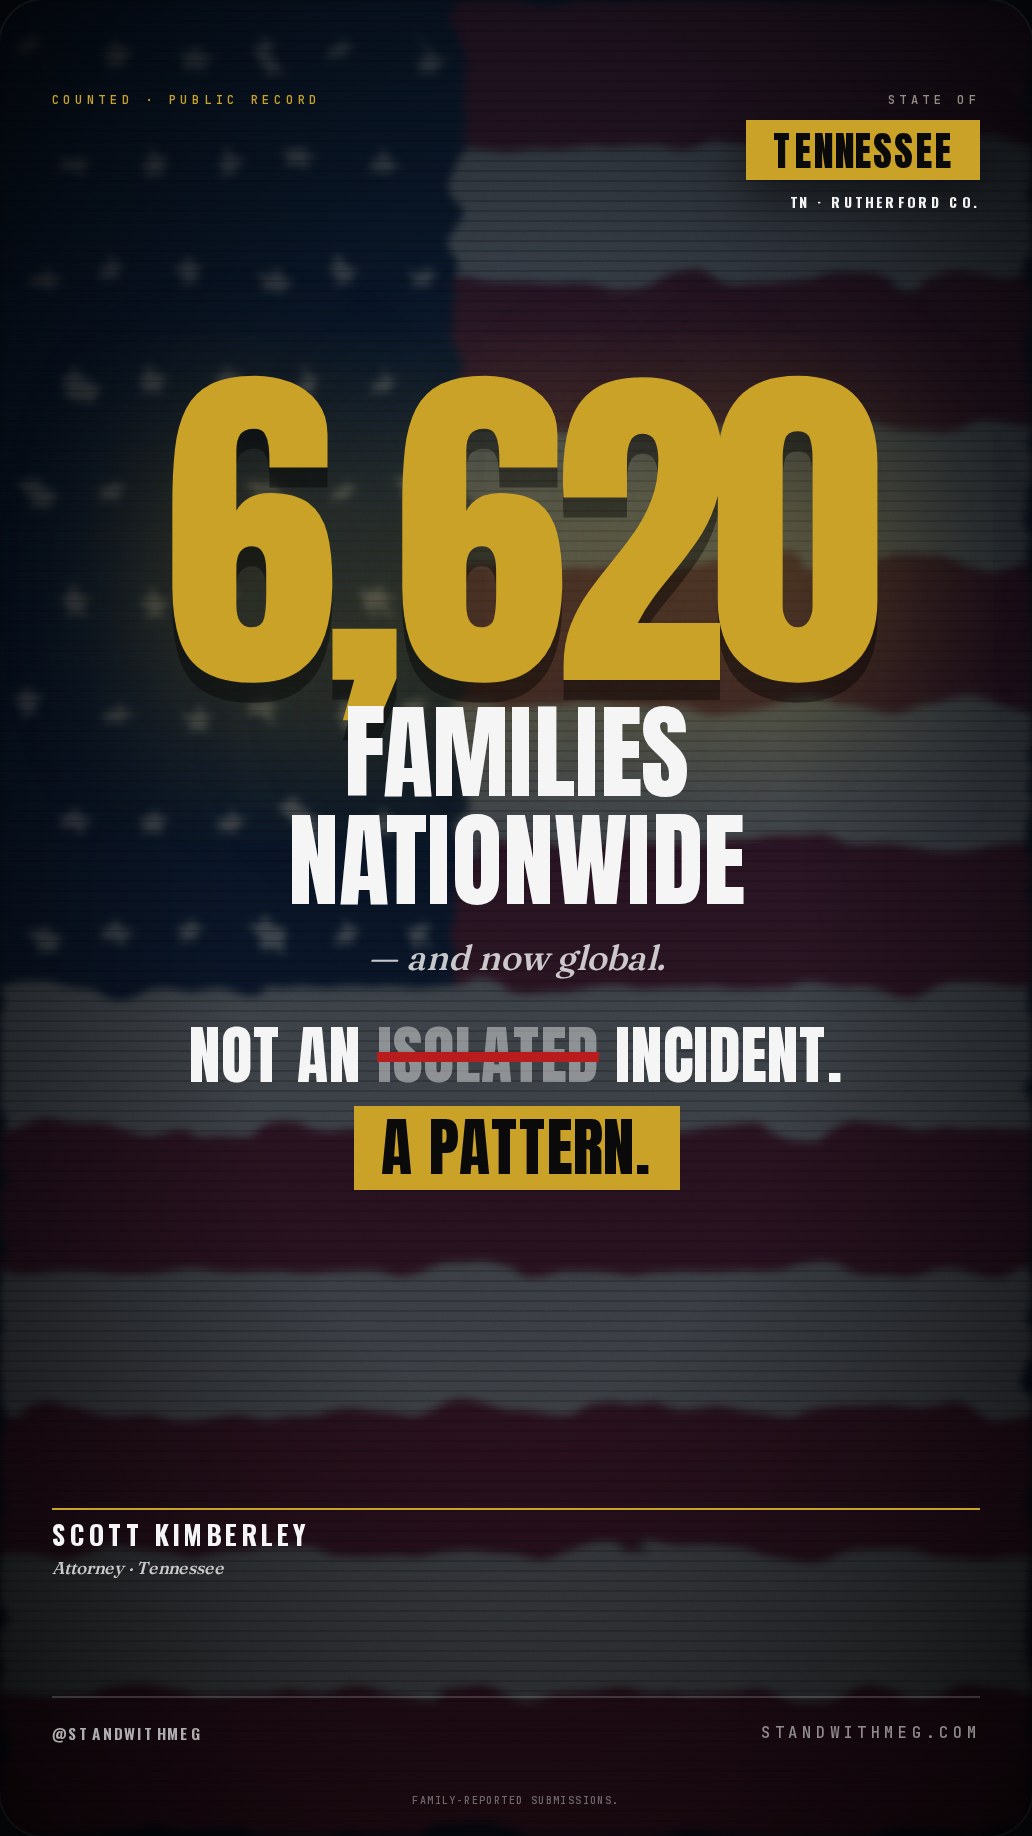 COUNTED · PUBLIC RECORD
STATE OF
TENNESSEE
TN · RUTHERFORD CO.
6,620
FAMILIES
NATIONWIDE
— and now global.
NOT AN ISOLATED INCIDENT.
A PATTERN.
SCOTT KIMBERLEY
Attorney · Tennessee
@STANDWITHMEG
STANDWITHMEG.COM
FAMILY-REPORTED SUBMISSIONS.